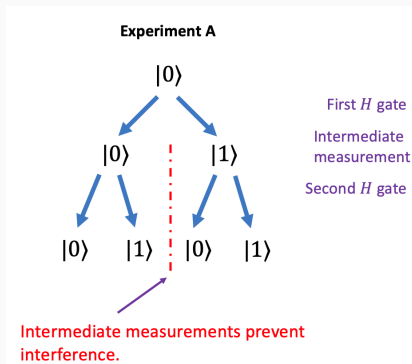 Experiment A
|0⟩
First H gate
|0⟩ |1⟩
Intermediate
measurement
Second H gate
|0⟩ |1⟩ |0⟩ |1⟩
Intermediate measurements prevent
interference.